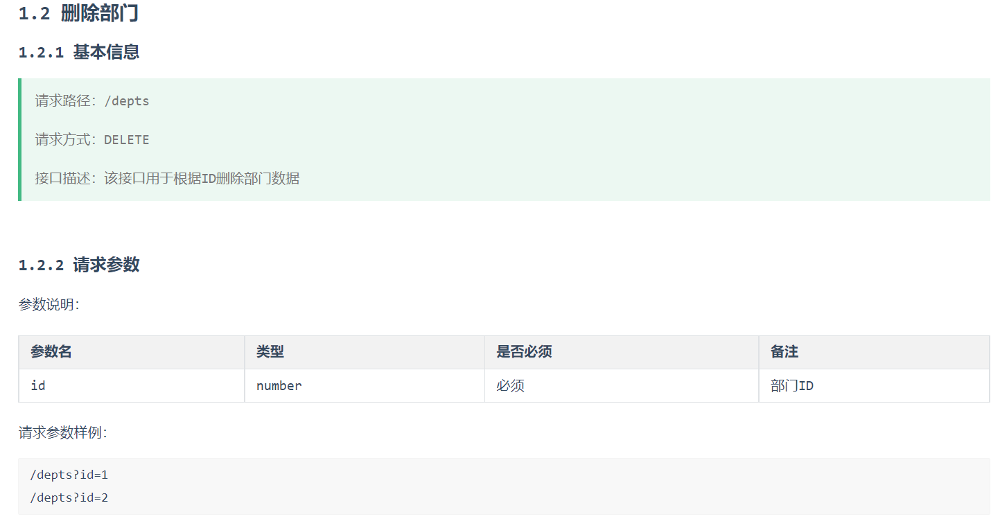 1.2 删除部门
1.2.1 基本信息
请求路径：/depts
请求方式：DELETE
接口描述：该接口用于根据ID删除部门数据
1.2.2 请求参数
参数说明：
参数名 类型 是否必须 备注
id number 必须 部门ID
请求参数样例：
/depts?id=1
/depts?id=2